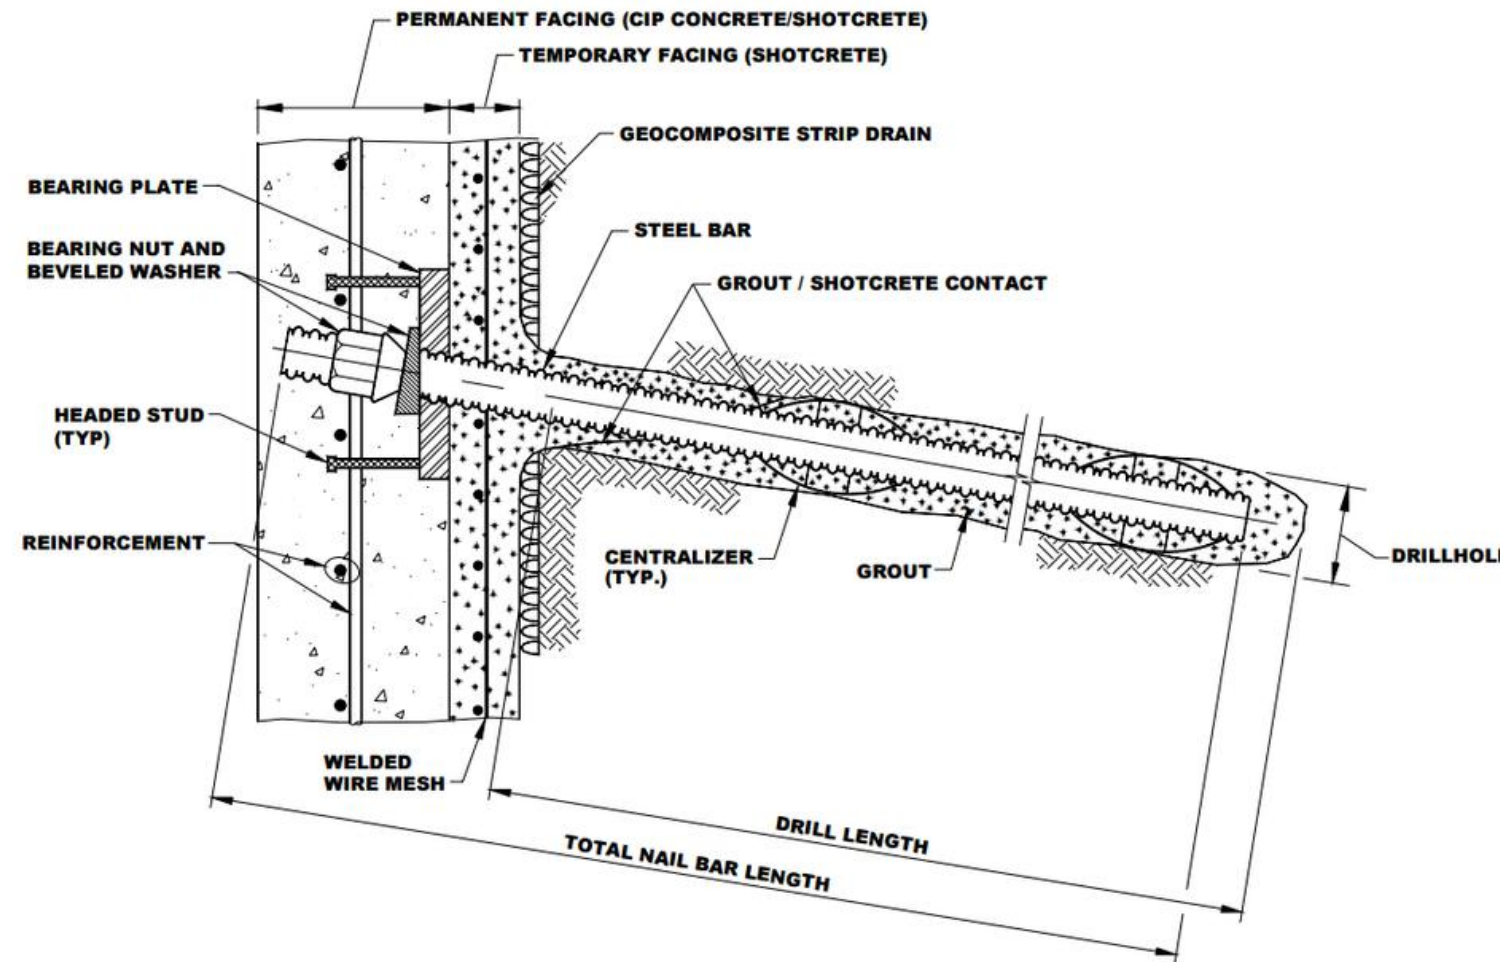 PERMANENT FACING (CIP CONCRETE/SHOTCRETE)
TEMPORARY FACING (SHOTCRETE)
GEOCOMPOSITE STRIP DRAIN
BEARING PLATE
STEEL BAR
BEARING NUT AND
BEVELED WASHER
GROUT / SHOTCRETE CONTACT
HEADED STUD
(TYP)
REINFORCEMENT
CENTRALIZER
(TYP.)
GROUT
DRILLHOL
WELDED
WIRE MESH
DRILL LENGTH
TOTAL NAIL BAR LENGTH